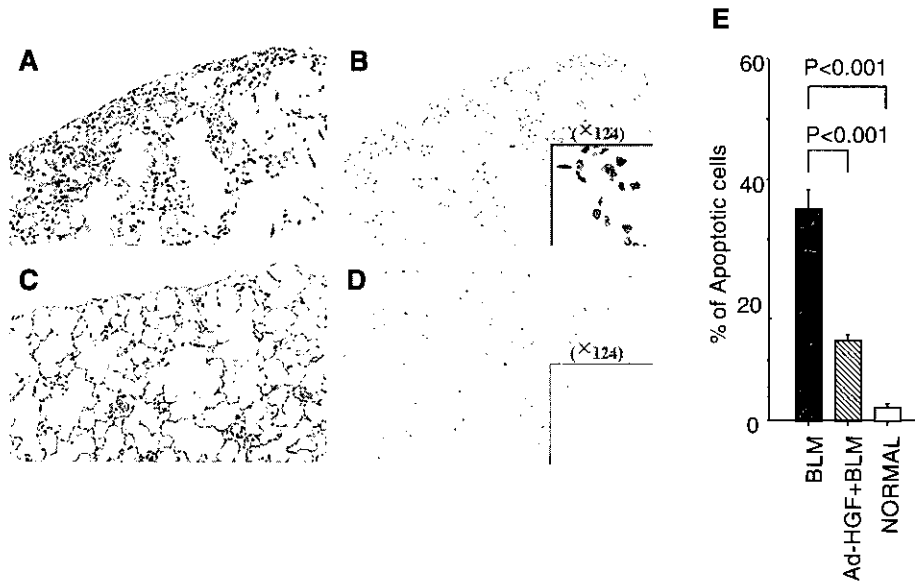 A
B
(×124)
C
D
(×124)
E
% of Apoptotic cells
60
40
20
0
P<0.001
P<0.001
BLM
Ad-HGF+BLM
NORMAL